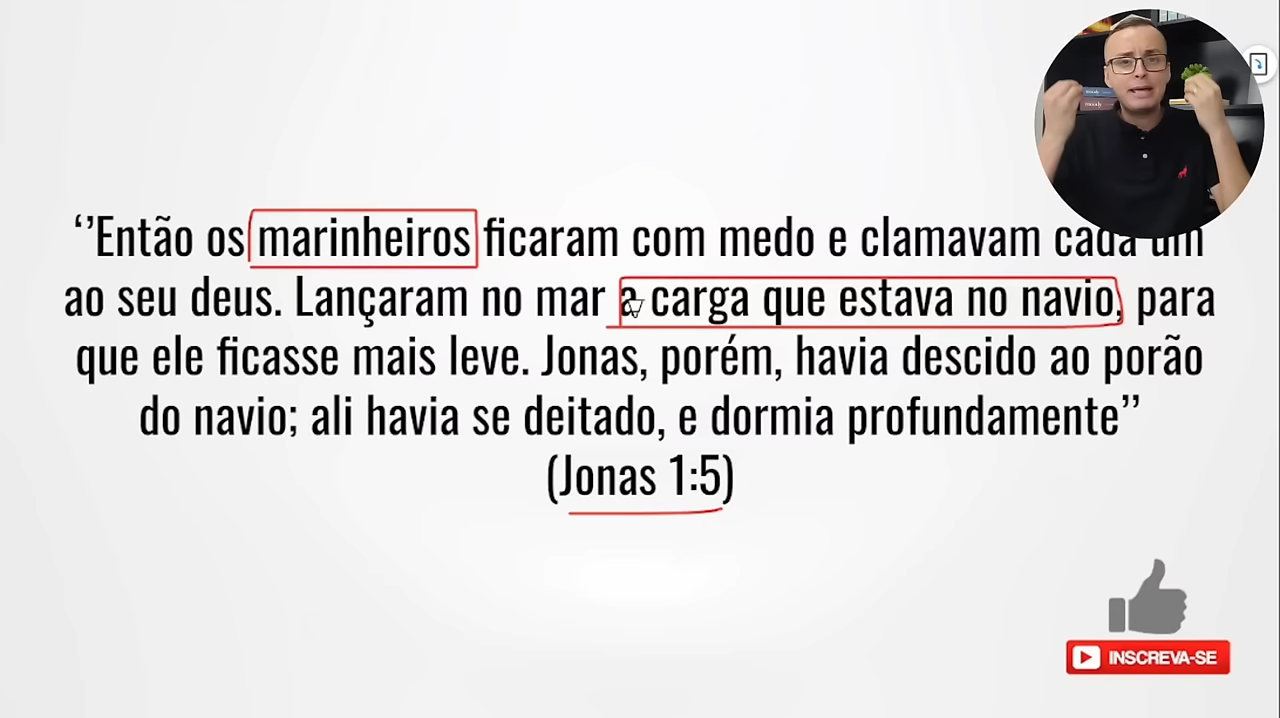 ‘’Então os marinheiros ficaram com medo e clamavam cada um
ao seu deus. Lançaram no mar a carga que estava no navio, para
que ele ficasse mais leve. Jonas, porém, havia descido ao porão
do navio; ali havia se deitado, e dormia profundamente’’
(Jonas 1:5)
INSCREVA-SE